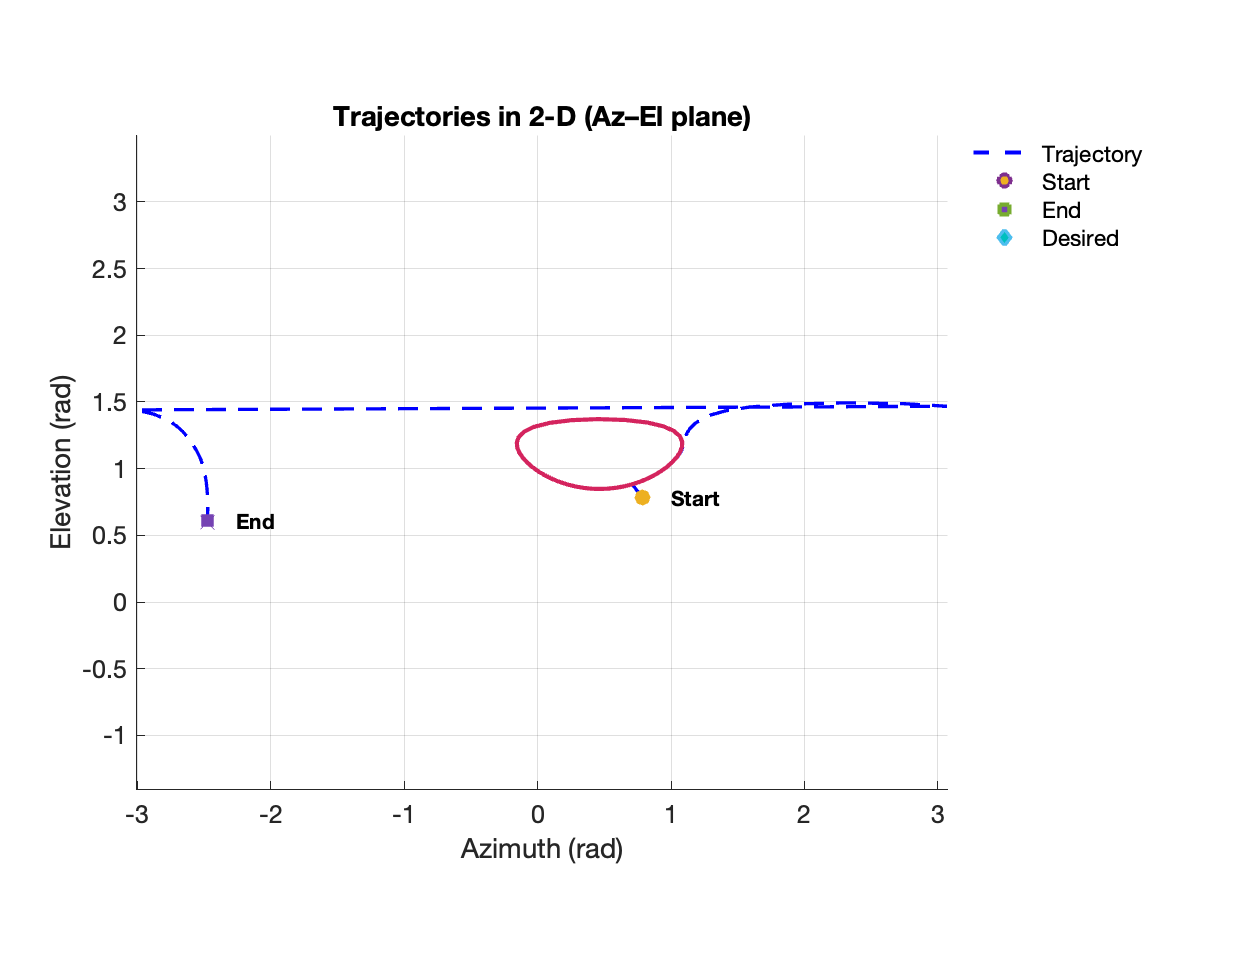 Trajectories in 2-D (Az–El plane)
Trajectory
Start
End
Desired
3
2.5
2
1.5
1
0.5
0
-0.5
-1
Elevation (rad)
Start
End
-3
-2
-1
0
1
2
3
Azimuth (rad)